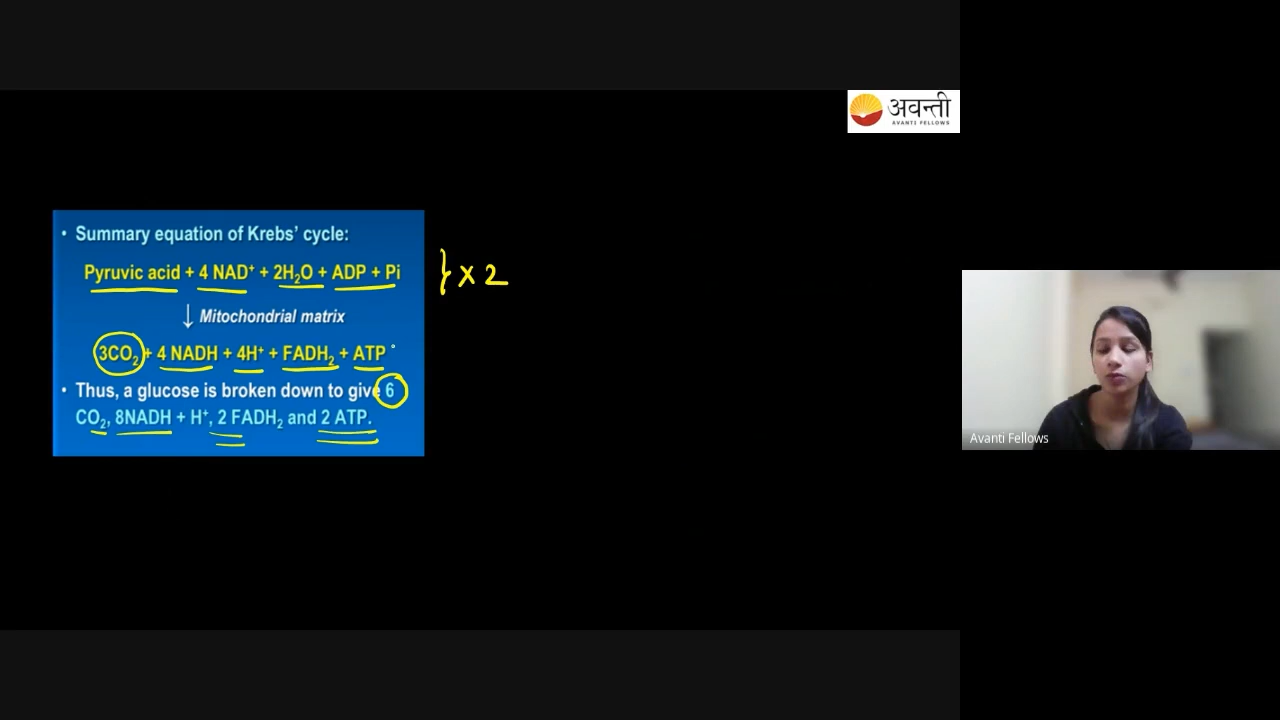 अवन्ती
AVANTI FELLOWS
• Summary equation of Krebs' cycle:
Pyruvic acid + 4 NAD⁺ + 2H₂O + ADP + Pi
} x 2
↓ Mitochondrial matrix
3CO₂ + 4 NADH + 4H⁺ + FADH₂ + ATP
• Thus, a glucose is broken down to give 6
CO₂, 8NADH + H⁺, 2 FADH₂ and 2 ATP.
Avanti Fellows